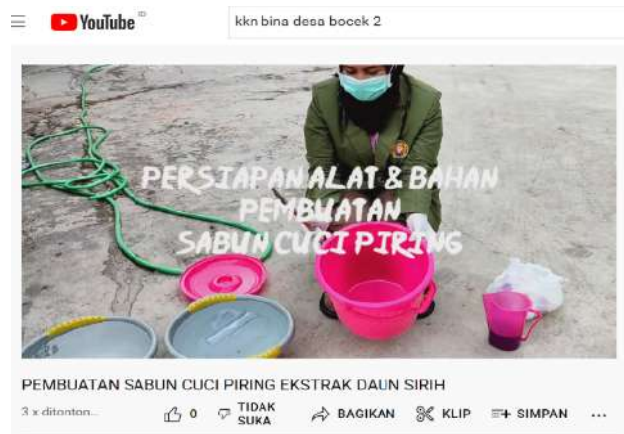 YouTube ID
kkn bina desa bocek 2
PERSIAPAN ALAT & BAHAN
PEMBUATAN
SABUN CUCI PIRING
PEMBUATAN SABUN CUCI PIRING EKSTRAK DAUN SIRIH
3 x ditonton...
0
TIDAK
SUKA
BAGIKAN
KLIP
SIMPAN
...